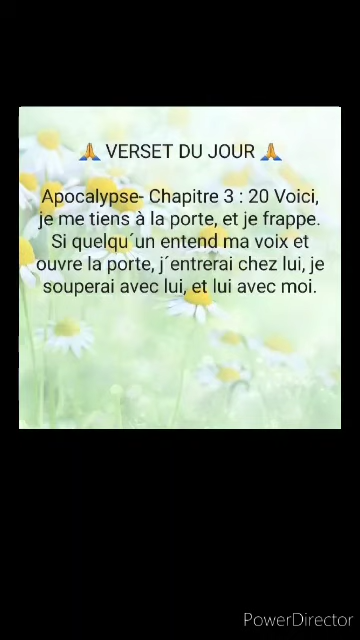 🙏 VERSET DU JOUR 🙏
Apocalypse- Chapitre 3 : 20 Voici,
je me tiens à la porte, et je frappe.
Si quelqu´un entend ma voix et
ouvre la porte, j´entrerai chez lui, je
souperai avec lui, et lui avec moi.
PowerDirector